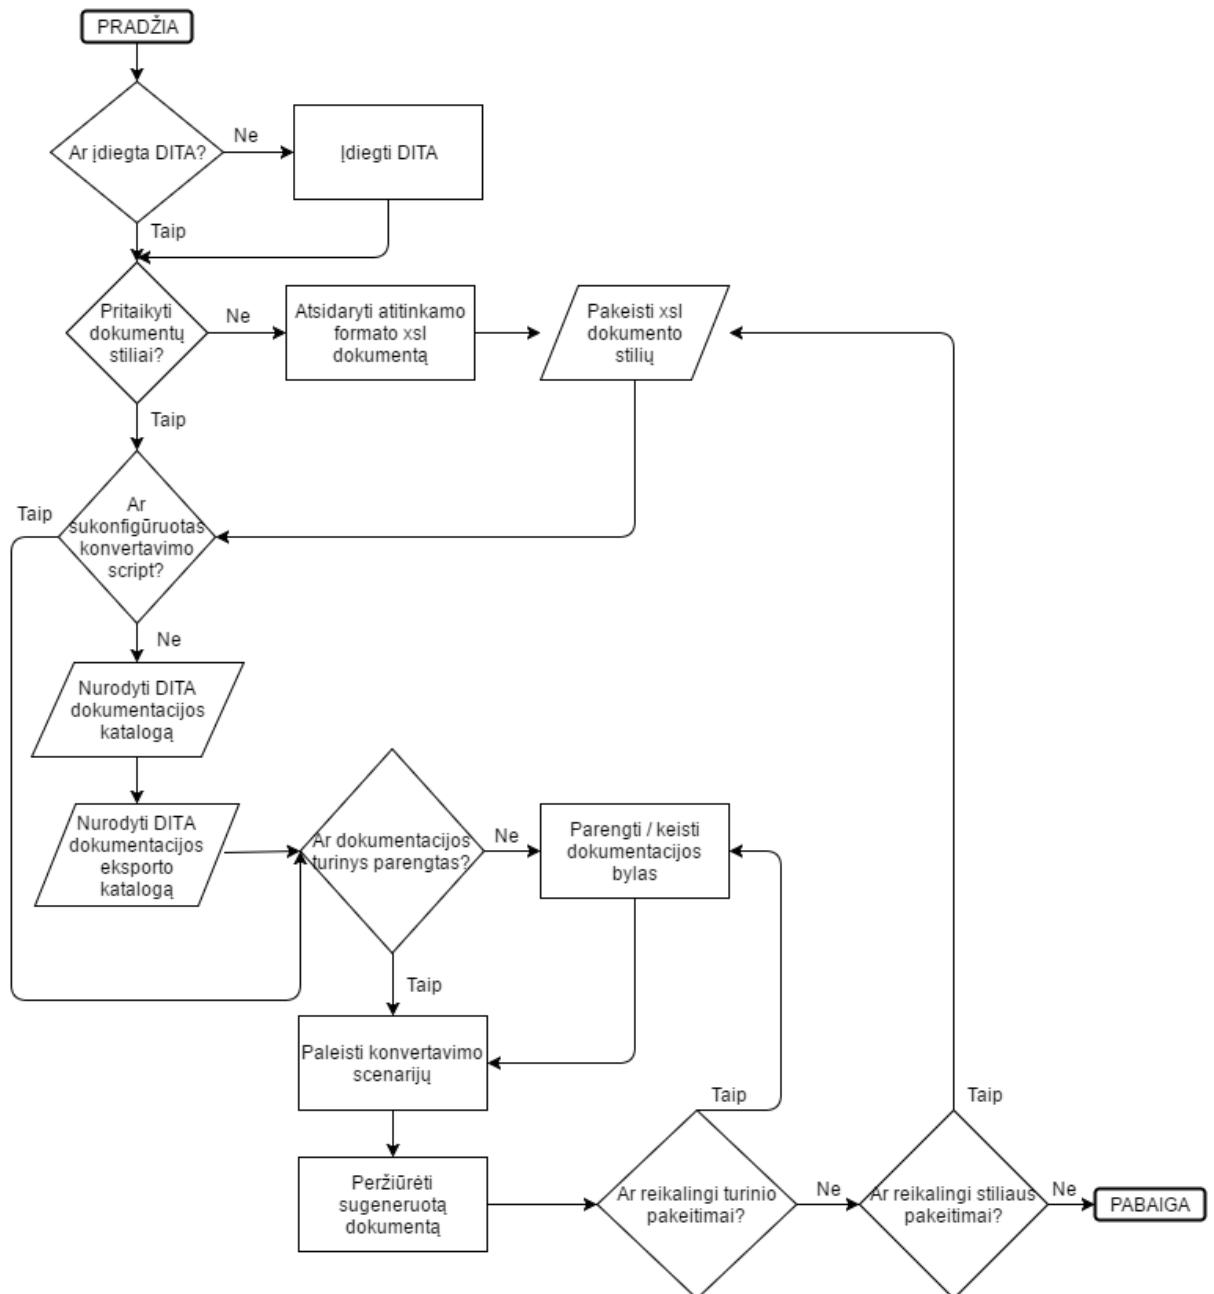 PRADŽIA
Ar įdiegta DITA?
Ne
Įdiegti DITA
Taip
Pritaikyti
dokumentų
stiliai?
Ne
Atsidaryti atitinkamo
formato xsl
dokumentą
Pakeisti xsl
dokumento
stilių
Taip
Ar
sukonfigūruotas
konvertavimo
script?
Taip
Ne
Nurodyti DITA
dokumentacijos
katalogą
Nurodyti DITA
dokumentacijos
eksporto
katalogą
Ar dokumentacijos
turinys parengtas?
Ne
Parengti / keisti
dokumentacijos
bylas
Taip
Paleisti konvertavimo
scenarijų
Peržiūrėti
sugeneruotą
dokumentą
Taip
Ar reikalingi turinio
pakeitimai?
Ne
Taip
Ar reikalingi stiliaus
pakeitimai?
Ne
PABAIGA